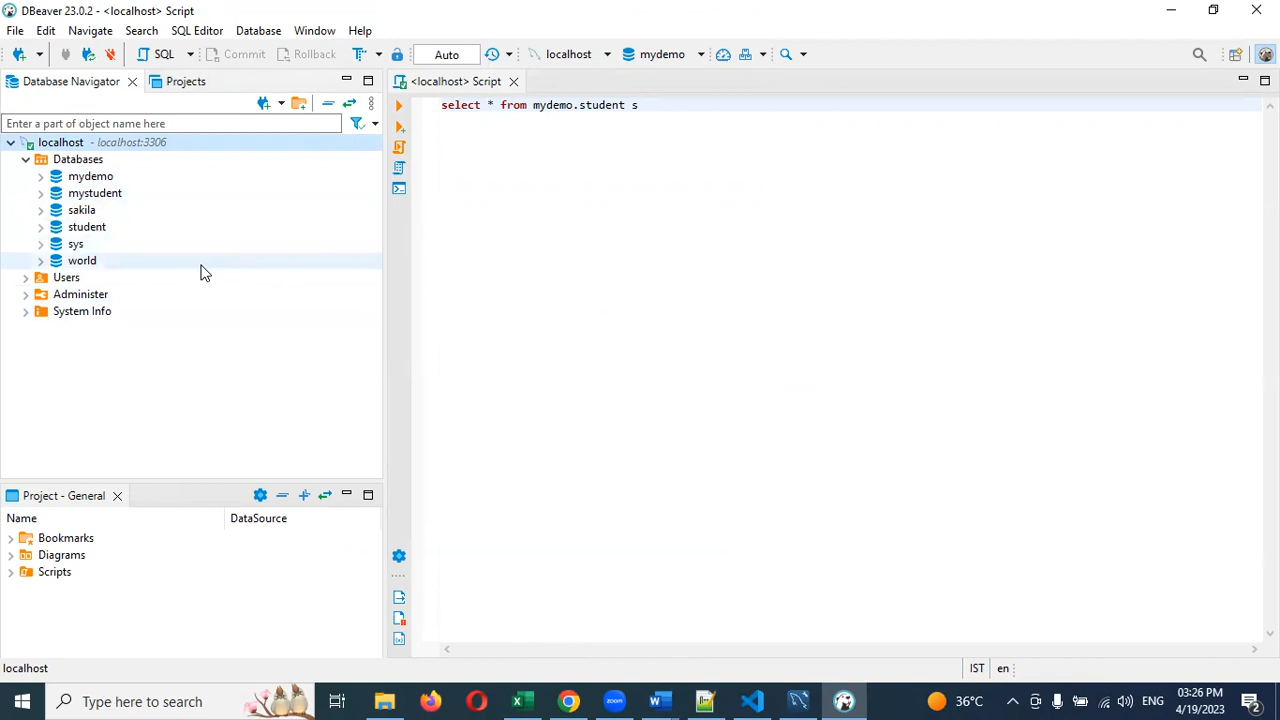 DBeaver 23.0.2 - <localhost> Script
File Edit Navigate Search SQL Editor Database Window Help
SQL Commit Rollback Auto localhost mydemo
Database Navigator Projects <localhost> Script
Enter a part of object name here
select * from mydemo.student s
localhost - localhost:3306
Databases
mydemo
mystudent
sakila
student
sys
world
Users
Administer
System Info
Project - General
Name DataSource
Bookmarks
Diagrams
Scripts
localhost IST en
Type here to search 36°C ENG 03:26 PM
4/19/2023 2